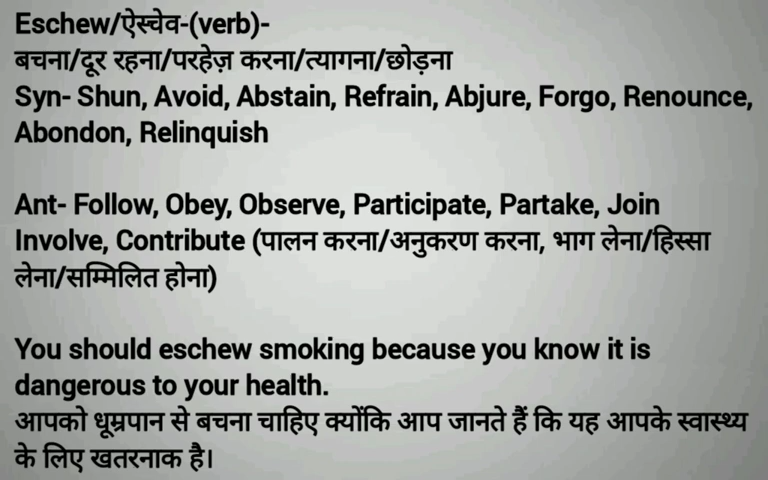 Eschew/ऐस्चेव-(verb)-
बचना/दूर रहना/परहेज़ करना/त्यागना/छोड़ना
Syn- Shun, Avoid, Abstain, Refrain, Abjure, Forgo, Renounce,
Abondon, Relinquish
Ant- Follow, Obey, Observe, Participate, Partake, Join
Involve, Contribute (पालन करना/अनुकरण करना, भाग लेना/हिस्सा
लेना/सम्मिलित होना)
You should eschew smoking because you know it is
dangerous to your health.
आपको धूम्रपान से बचना चाहिए क्योंकि आप जानते हैं कि यह आपके स्वास्थ्य
के लिए खतरनाक है।